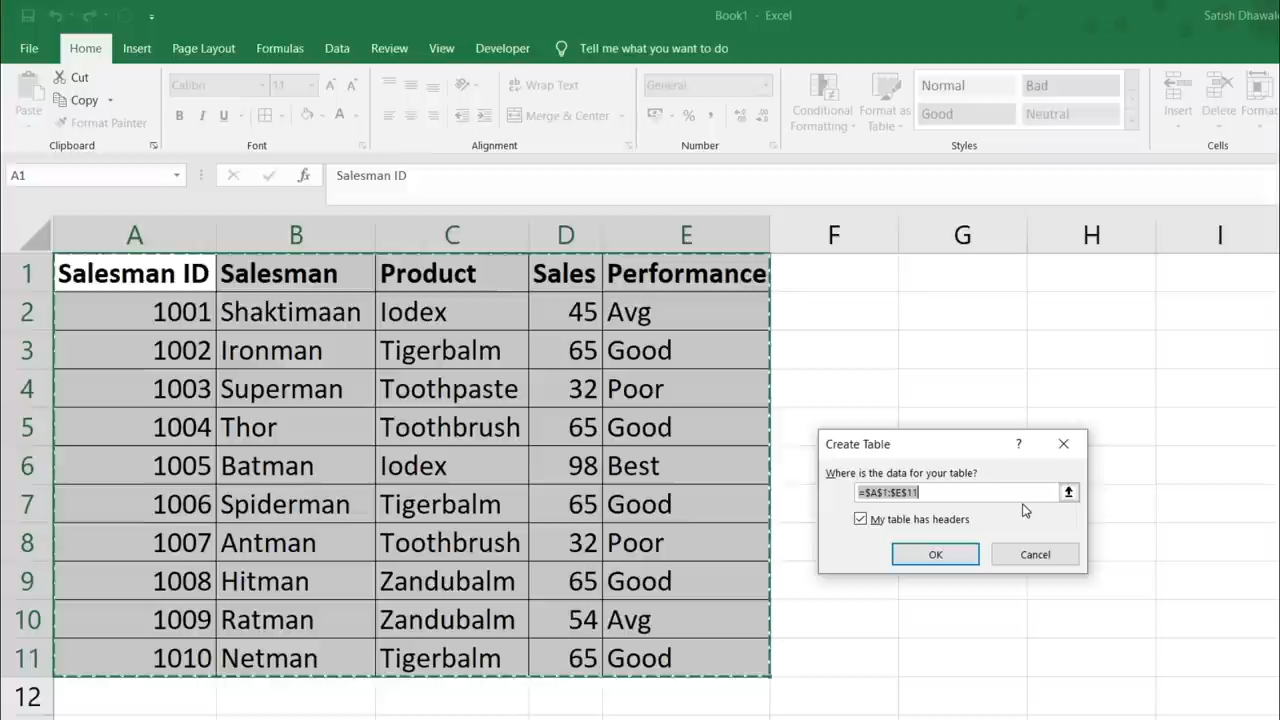 Book1 - Excel
Satish Dhawal
File Home Insert Page Layout Formulas Data Review View Developer Tell me what you want to do
Paste
Cut
Copy
Format Painter
Clipboard
Calibri 11
B I U
Font
Wrap Text
Merge & Center
Alignment
General
%
Number
Conditional Formatting
Format as Table
Normal Bad
Good Neutral
Styles
Insert Delete Format
Cells
A1 fx Salesman ID
A B C D E F G H I
1 Salesman ID Salesman Product Sales Performance
2 1001 Shaktimaan Iodex 45 Avg
3 1002 Ironman Tigerbalm 65 Good
4 1003 Superman Toothpaste 32 Poor
5 1004 Thor Toothbrush 65 Good
6 1005 Batman Iodex 98 Best
7 1006 Spiderman Tigerbalm 65 Good
8 1007 Antman Toothbrush 32 Poor
9 1008 Hitman Zandubalm 65 Good
10 1009 Ratman Zandubalm 54 Avg
11 1010 Netman Tigerbalm 65 Good
12
Create Table ?
Where is the data for your table?
=$A$1:$E$11
My table has headers
OK Cancel